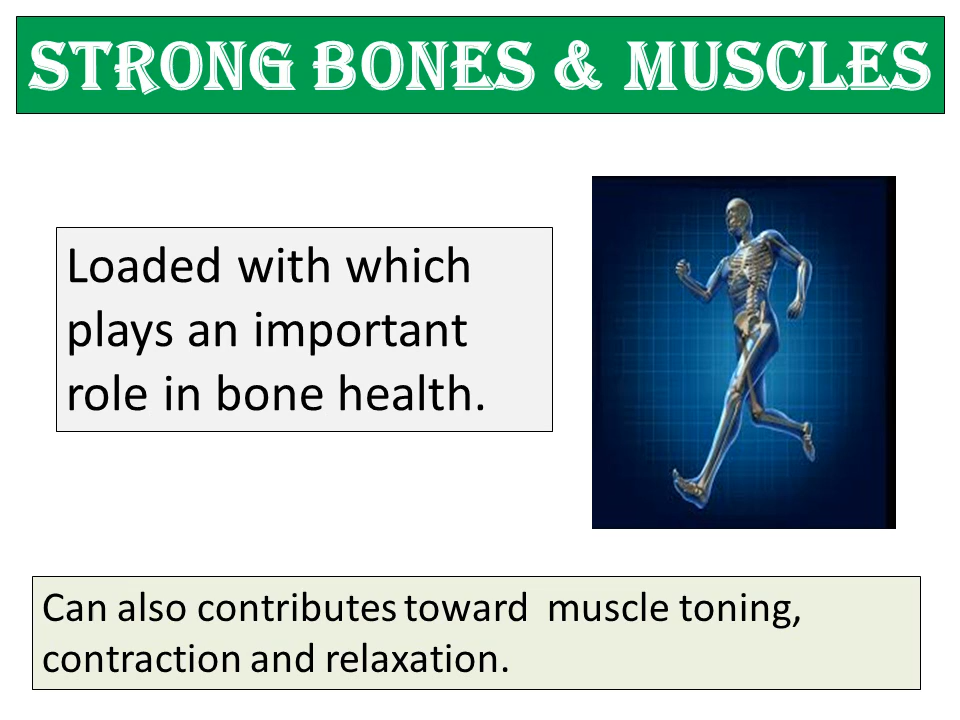 STRONG BONES & MUSCLES
Loaded with which
plays an important
role in bone health.
Can also contributes toward  muscle toning,
contraction and relaxation.